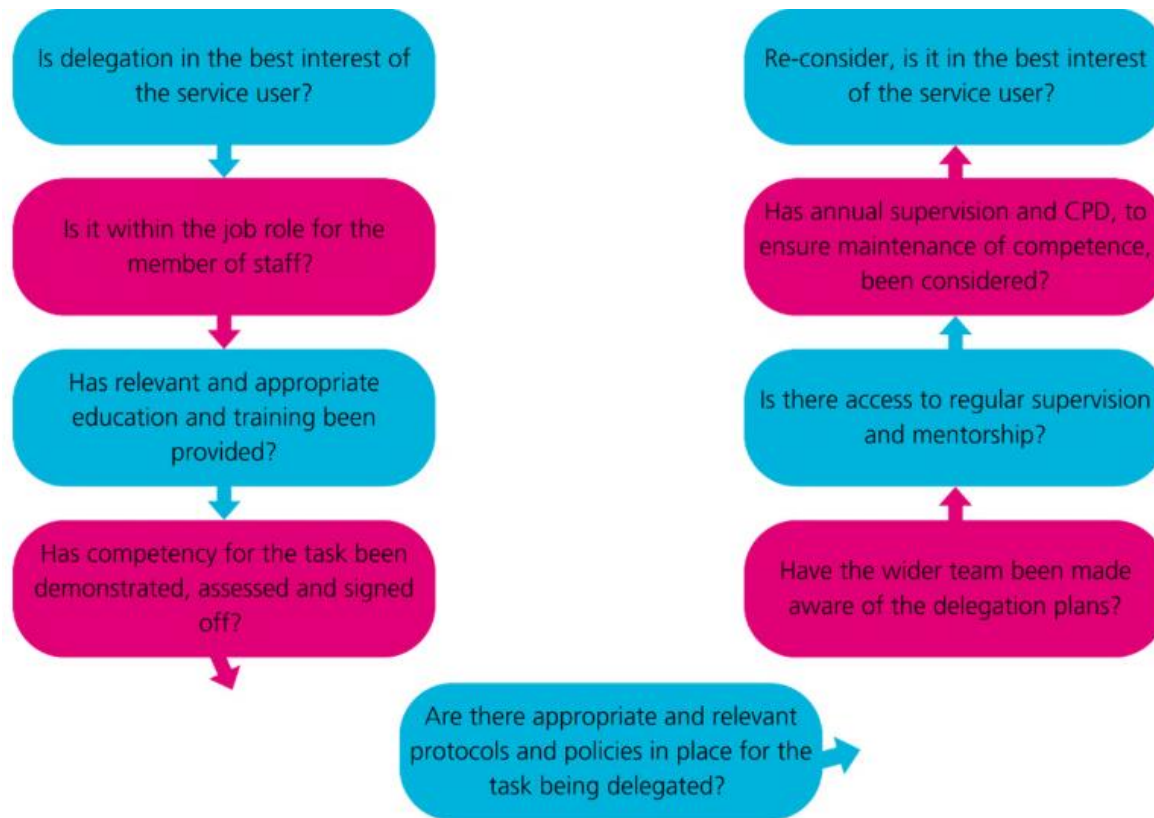 Is delegation in the best interest of
the service user?
Is it within the job role for the
member of staff?
Has relevant and appropriate
education and training been
provided?
Has competency for the task been
demonstrated, assessed and signed
off?
Are there appropriate and relevant
protocols and policies in place for the
task being delegated?
Have the wider team been made
aware of the delegation plans?
Is there access to regular supervision
and mentorship?
Has annual supervision and CPD, to
ensure maintenance of competence,
been considered?
Re-consider, is it in the best interest
of the service user?